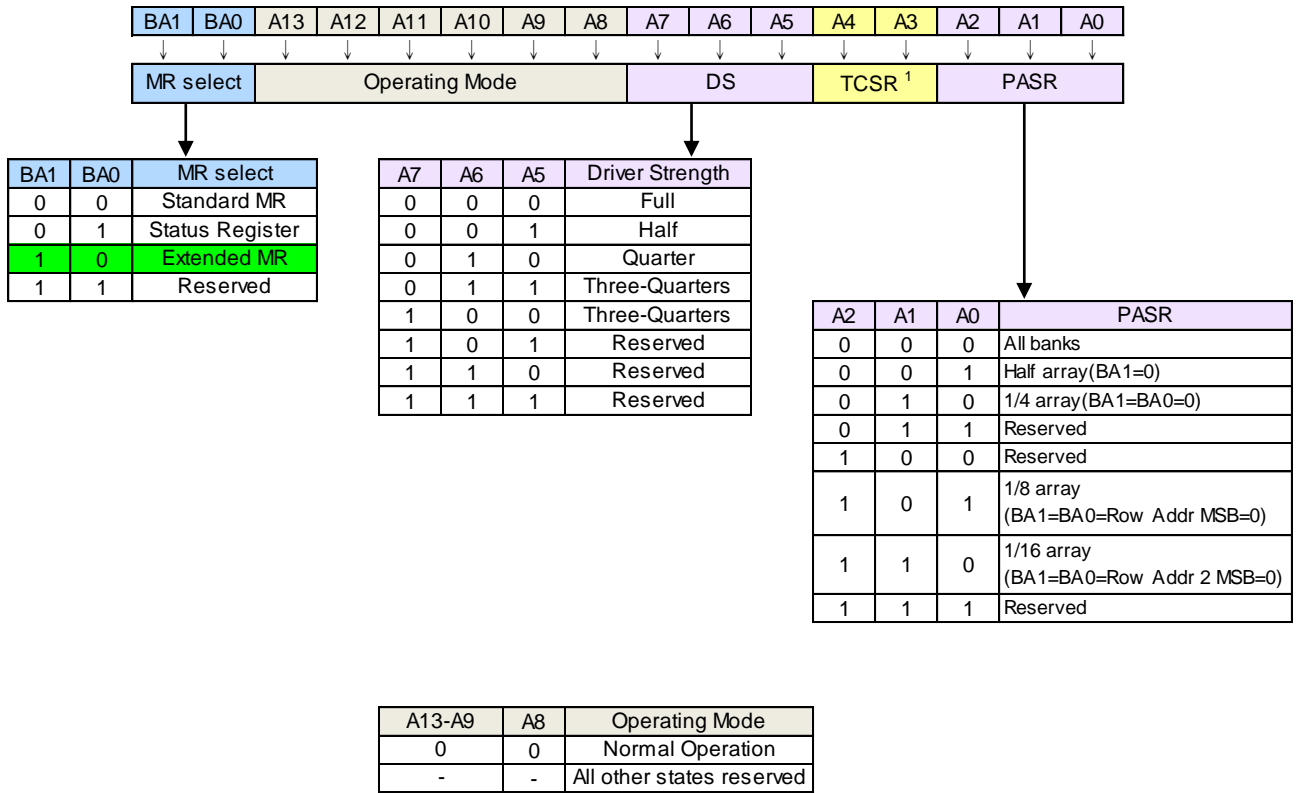 BA1 BA0 A13 A12 A11 A10 A9 A8 A7 A6 A5 A4 A3 A2 A1 A0
MR select Operating Mode DS TCSR 1 PASR
BA1 BA0 MR select
0 0 Standard MR
0 1 Status Register
1 0 Extended MR
1 1 Reserved
A7 A6 A5 Driver Strength
0 0 0 Full
0 0 1 Half
0 1 0 Quarter
0 1 1 Three-Quarters
1 0 0 Three-Quarters
1 0 1 Reserved
1 1 0 Reserved
1 1 1 Reserved
A2 A1 A0 PASR
0 0 0 All banks
0 0 1 Half array(BA1=0)
0 1 0 1/4 array(BA1=BA0=0)
0 1 1 Reserved
1 0 0 Reserved
1 0 1 1/8 array
(BA1=BA0=Row Addr MSB=0)
1 1 0 1/16 array
(BA1=BA0=Row Addr 2 MSB=0)
1 1 1 Reserved
A13-A9 A8 Operating Mode
0 0 Normal Operation
- - All other states reserved